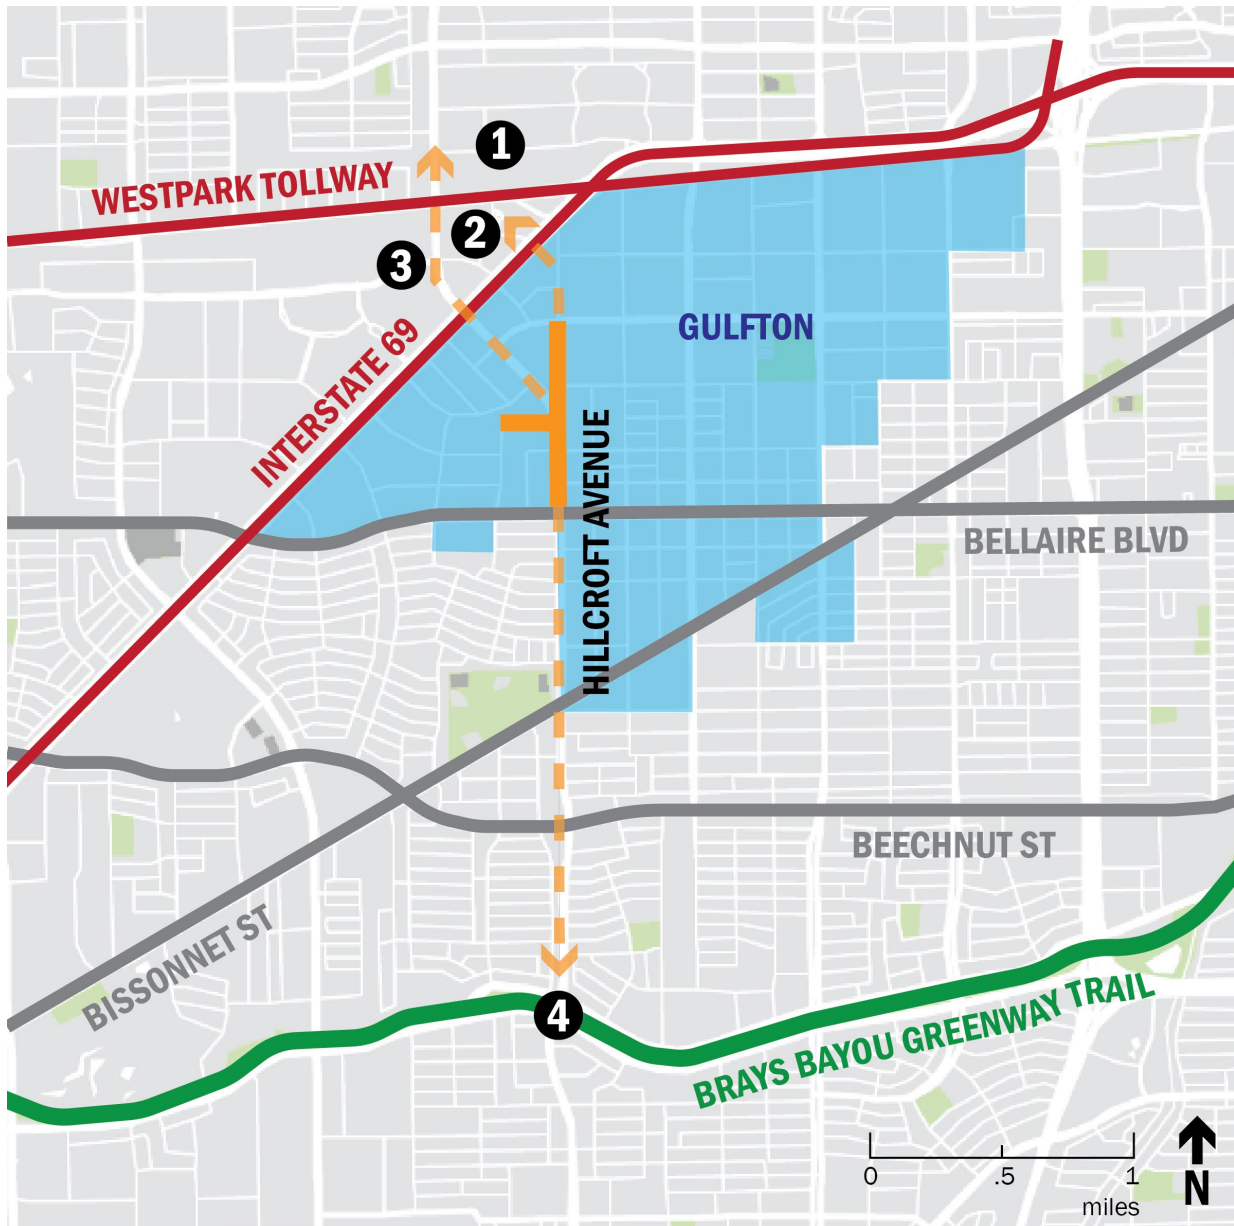 1
WESTPARK TOLLWAY
2
3
GULFTON
INTERSTATE 69
HILLCROFT AVENUE
BELLAIRE BLVD
BEECHNUT ST
BISSONNET ST
4
BRAYS BAYOU GREENWAY TRAIL
0 .5 1
miles
N